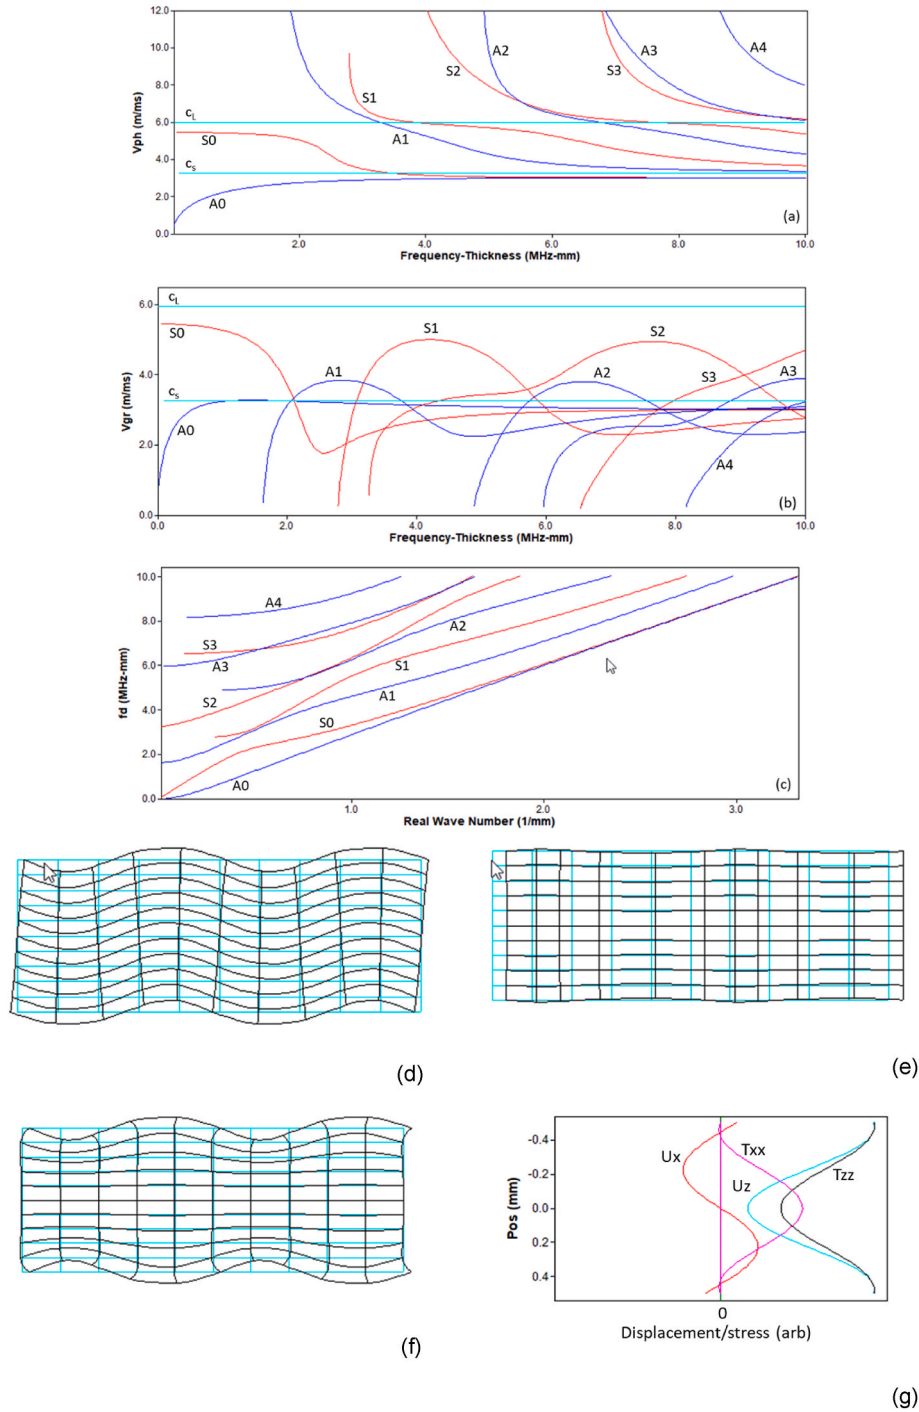 12.0
10.0
8.0
6.0
4.0
2.0
0.0
Vph (m/ms)
cL
S0
cs
A0
S1
A1
S2
A2
S3
A3
A4
(a)
2.0 4.0 6.0 8.0 10.0
Frequency-Thickness (MHz-mm)
6.0
4.0
2.0
0.0
Vgr (m/ms)
cL
S0
cs
A0
A1
S1
A2
S2
S3
A3
A4
(b)
0.0 2.0 4.0 6.0 8.0 10.0
Frequency-Thickness (MHz-mm)
10.0
8.0
6.0
4.0
2.0
0.0
fd (MHz-mm)
A4
S3
A3
S2
A2
S1
A1
S0
A0
(c)
1.0 2.0 3.0
Real Wave Number (1/mm)
(d)
(e)
(f)
-0.4
-0.2
0.0
0.2
0.4
Pos (mm)
Ux
Txx
Uz
Tzz
0
Displacement/stress (arb)
(g)